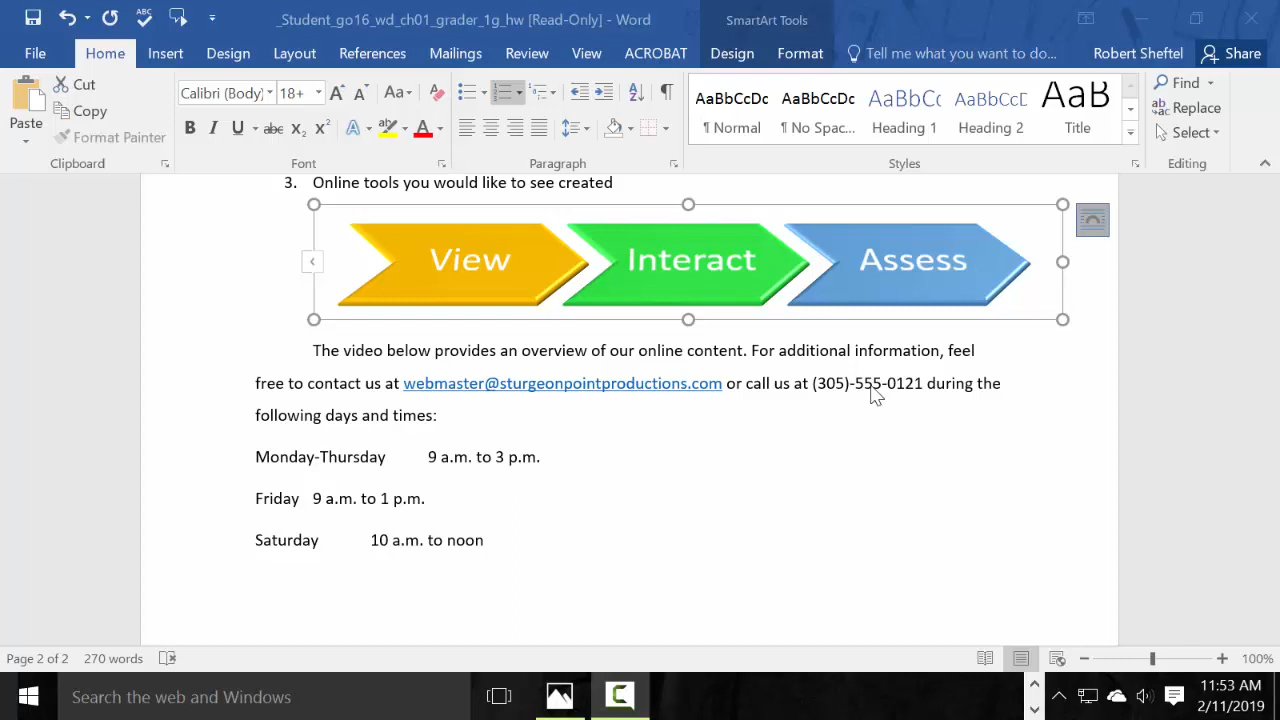 _Student_go16_wd_ch01_grader_1g_hw [Read-Only] - Word
SmartArt Tools
File Home Insert Design Layout References Mailings Review View ACROBAT Design Format Tell me what you want to do... Robert Sheftel Share
Paste
Cut
Copy
Format Painter
Clipboard
Calibri (Body) 18+
Font
Paragraph
AaBbCcDc AaBbCcDc AaBbCc AaBbCcD AaB
¶ Normal ¶ No Spac... Heading 1 Heading 2 Title
Styles
Find
Replace
Select
Editing
3. Online tools you would like to see created
View Interact Assess
The video below provides an overview of our online content. For additional information, feel
free to contact us at webmaster@sturgeonpointproductions.com or call us at (305)-555-0121 during the
following days and times:
Monday-Thursday 9 a.m. to 3 p.m.
Friday 9 a.m. to 1 p.m.
Saturday 10 a.m. to noon
Page 2 of 2 270 words 100%
Search the web and Windows
11:53 AM
2/11/2019